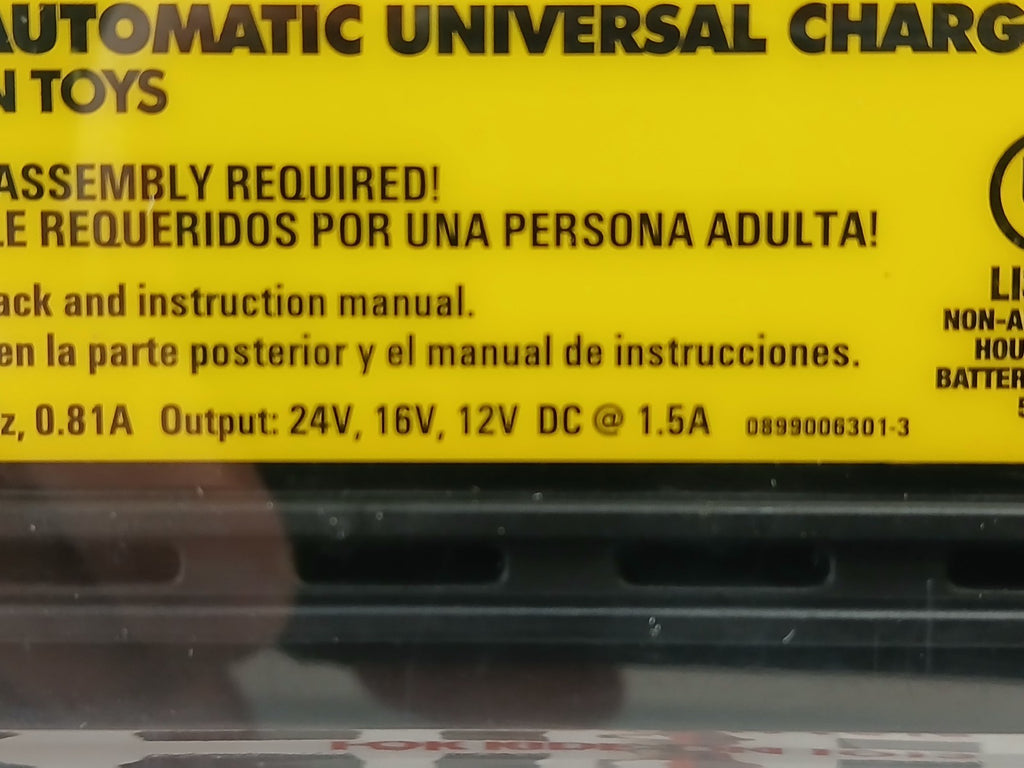 AUTOMATIC UNIVERSAL CHARG
N TOYS
ASSEMBLY REQUIRED!
LE REQUERIDOS POR UNA PERSONA ADULTA!
ack and instruction manual.
en la parte posterior y el manual de instrucciones.
z, 0.81A Output: 24V, 16V, 12V DC @ 1.5A 0899006301-3
LIS
NON-A
HOU
BATTER
5